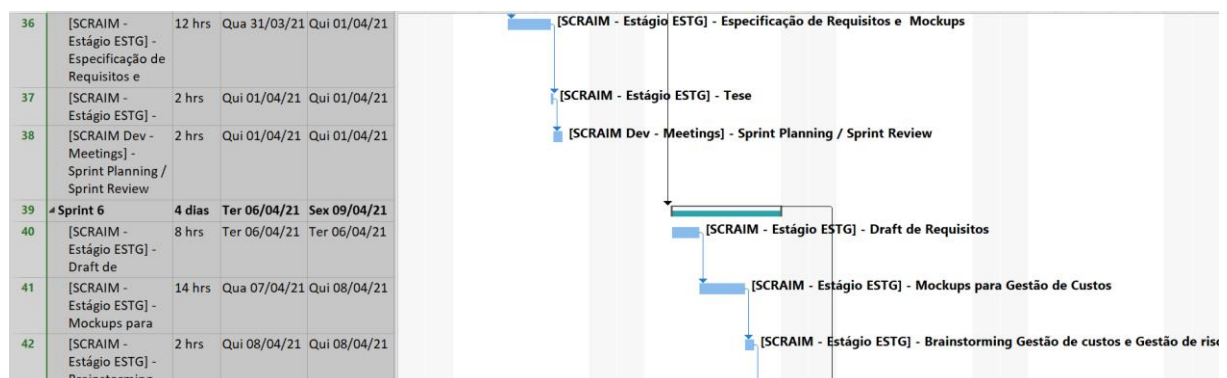 36 [SCRAIM - 12 hrs Qua 31/03/21 Qui 01/04/21 [SCRAIM - Estágio ESTG] - Especificação de Requisitos e Mockups
Estágio ESTG] -
Especificação de
Requisitos e
37 [SCRAIM - 2 hrs Qui 01/04/21 Qui 01/04/21 [SCRAIM - Estágio ESTG] - Tese
Estágio ESTG] -
38 [SCRAIM Dev - 2 hrs Qui 01/04/21 Qui 01/04/21 [SCRAIM Dev - Meetings] - Sprint Planning / Sprint Review
Meetings] -
Sprint Planning /
Sprint Review
39 Sprint 6 4 dias Ter 06/04/21 Sex 09/04/21
40 [SCRAIM - 8 hrs Ter 06/04/21 Ter 06/04/21 [SCRAIM - Estágio ESTG] - Draft de Requisitos
Estágio ESTG] -
Draft de
41 [SCRAIM - 14 hrs Qua 07/04/21 Qui 08/04/21 [SCRAIM - Estágio ESTG] - Mockups para Gestão de Custos
Estágio ESTG] -
Mockups para
42 [SCRAIM - 2 hrs Qui 08/04/21 Qui 08/04/21 [SCRAIM - Estágio ESTG] - Brainstorming Gestão de custos e Gestão de
Estágio ESTG] -